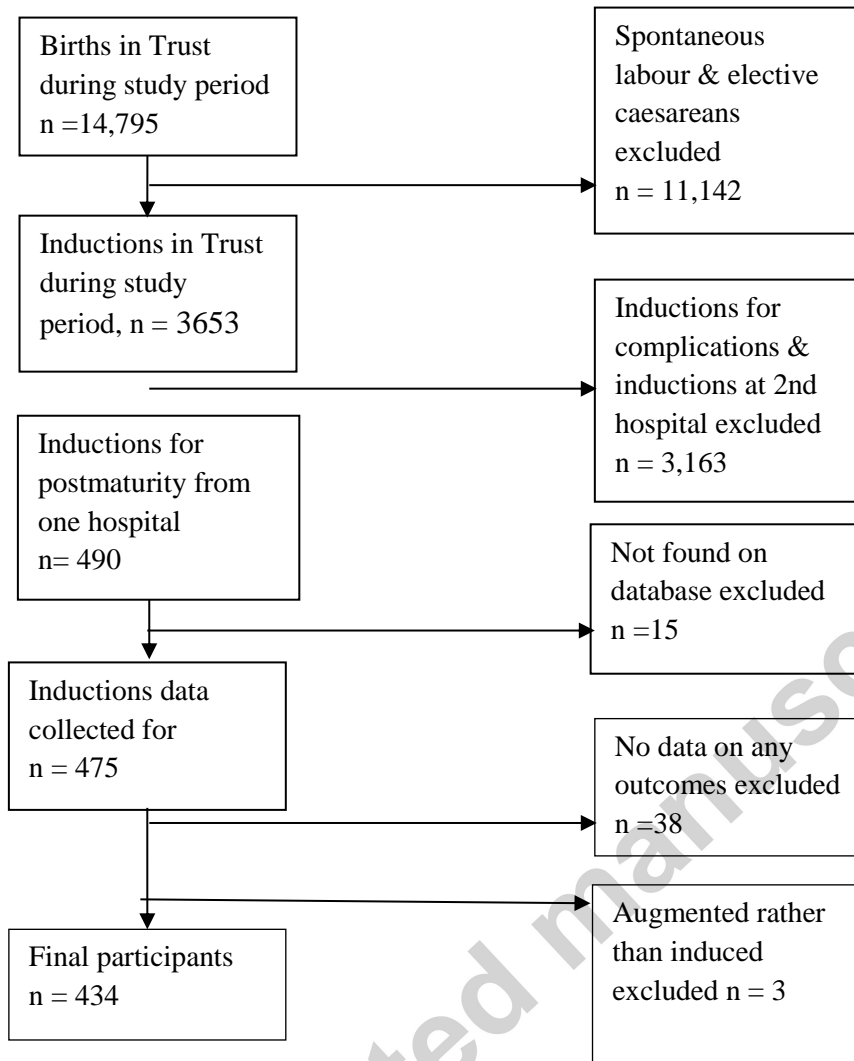 Births in Trust
during study period
n =14,795
Spontaneous
labour & elective
caesareans
excluded
n = 11,142
Inductions in Trust
during study
period, n = 3653
Inductions for
complications &
inductions at 2nd
hospital excluded
n = 3,163
Inductions for
postmaturity from
one hospital
n= 490
Not found on
database excluded
n =15
Inductions data
collected for
n = 475
No data on any
outcomes excluded
n =38
Augmented rather
than induced
excluded n = 3
Final participants
n = 434
ted manusc